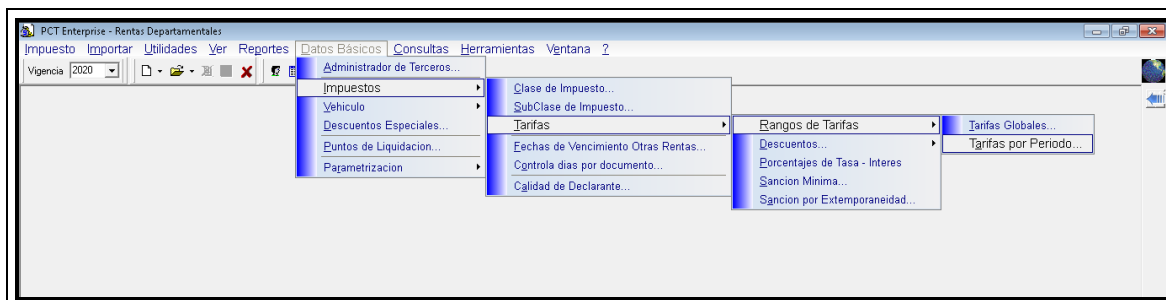 PCT Enterprise - Rentas Departamentales
Impuesto Importar Utilidades Ver Reportes Datos Básicos Consultas Herramientas Ventana ?
Vigencia 2020
Administrador de Terceros...
Impuestos
Vehiculo
Descuentos Especiales...
Puntos de Liquidacion...
Parametrizacion
Clase de Impuesto...
SubClase de Impuesto...
Tarifas
Fechas de Vencimiento Otras Rentas...
Controla dias por documento...
Calidad de Declarante...
Rangos de Tarifas
Descuentos...
Porcentajes de Tasa - Interes
Sancion Minima...
Sancion por Extemporaneidad...
Tarifas Globales...
Tarifas por Periodo...